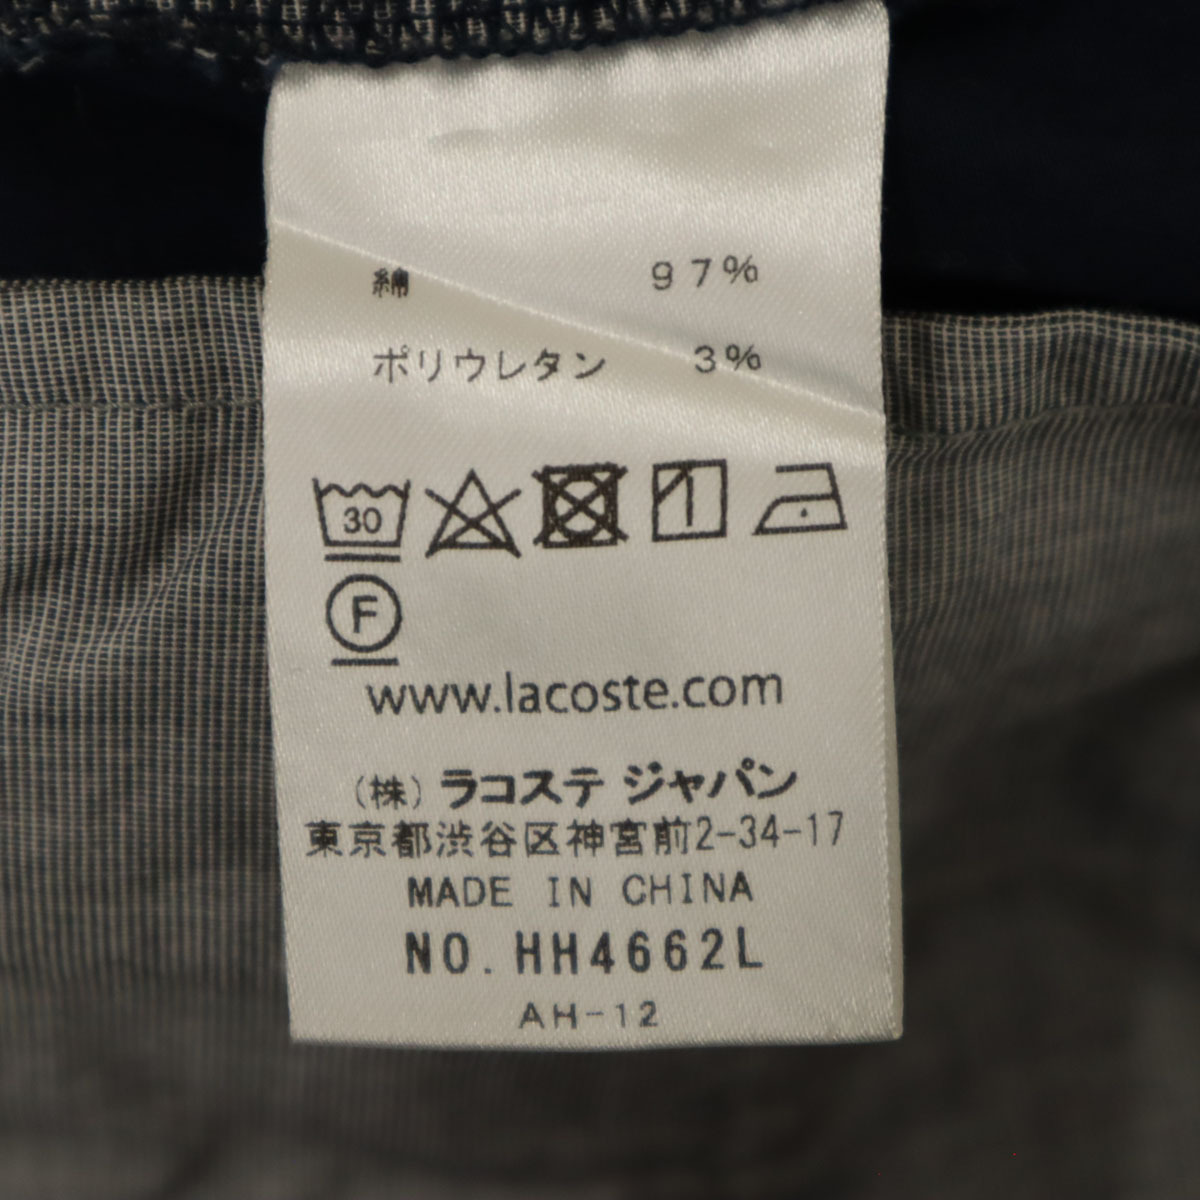 綿 97%
ポリウレタン 3%
30
F
www.lacoste.com
(株) ラコステ ジャパン
東京都渋谷区神宮前2-34-17
MADE IN CHINA
NO. HH4662L
AH-12